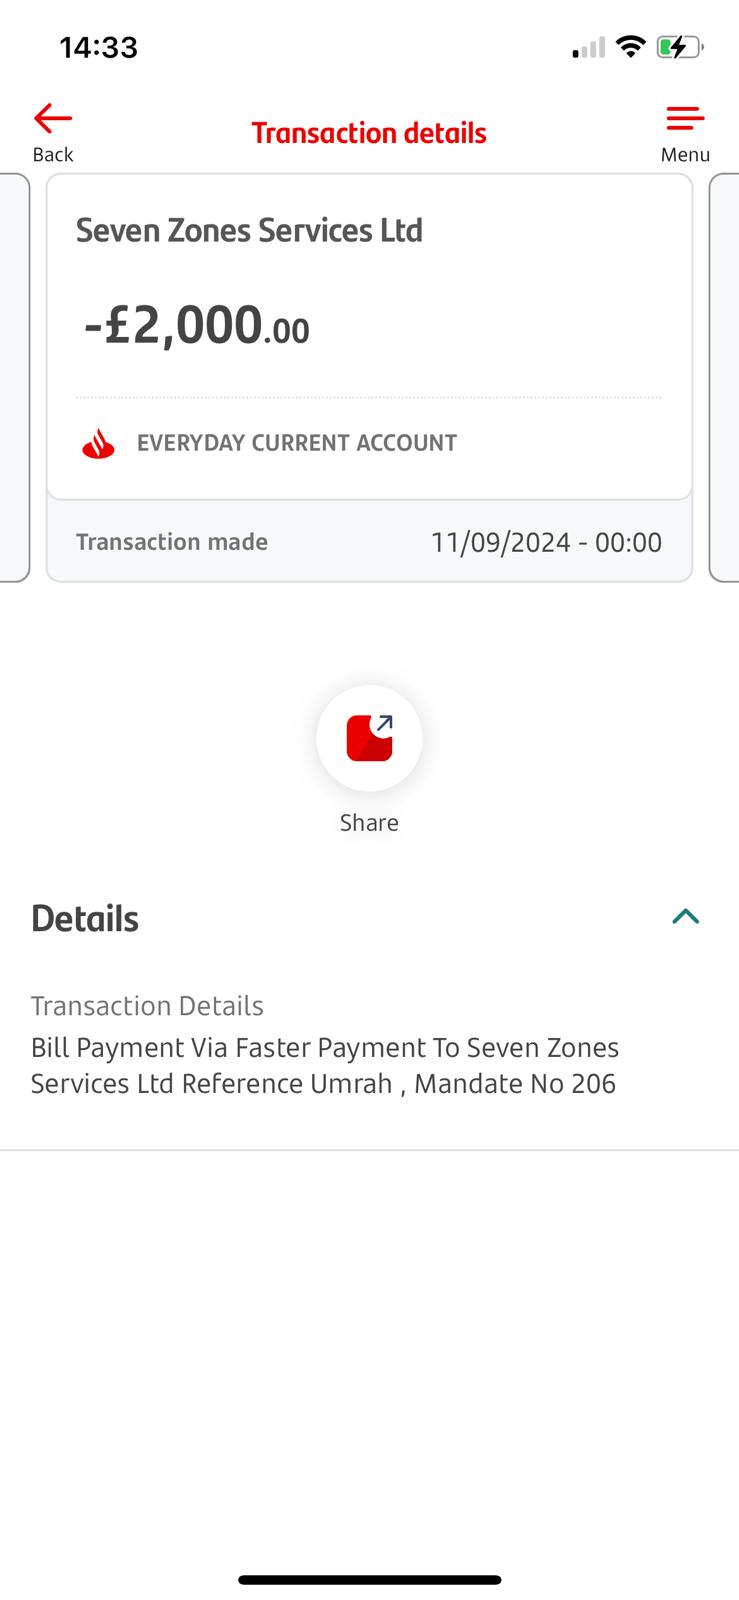 14:33
Back
Transaction details
Menu
Seven Zones Services Ltd
-£2,000.00
EVERYDAY CURRENT ACCOUNT
Transaction made 11/09/2024 - 00:00
Share
Details
Transaction Details
Bill Payment Via Faster Payment To Seven Zones
Services Ltd Reference Umrah , Mandate No 206